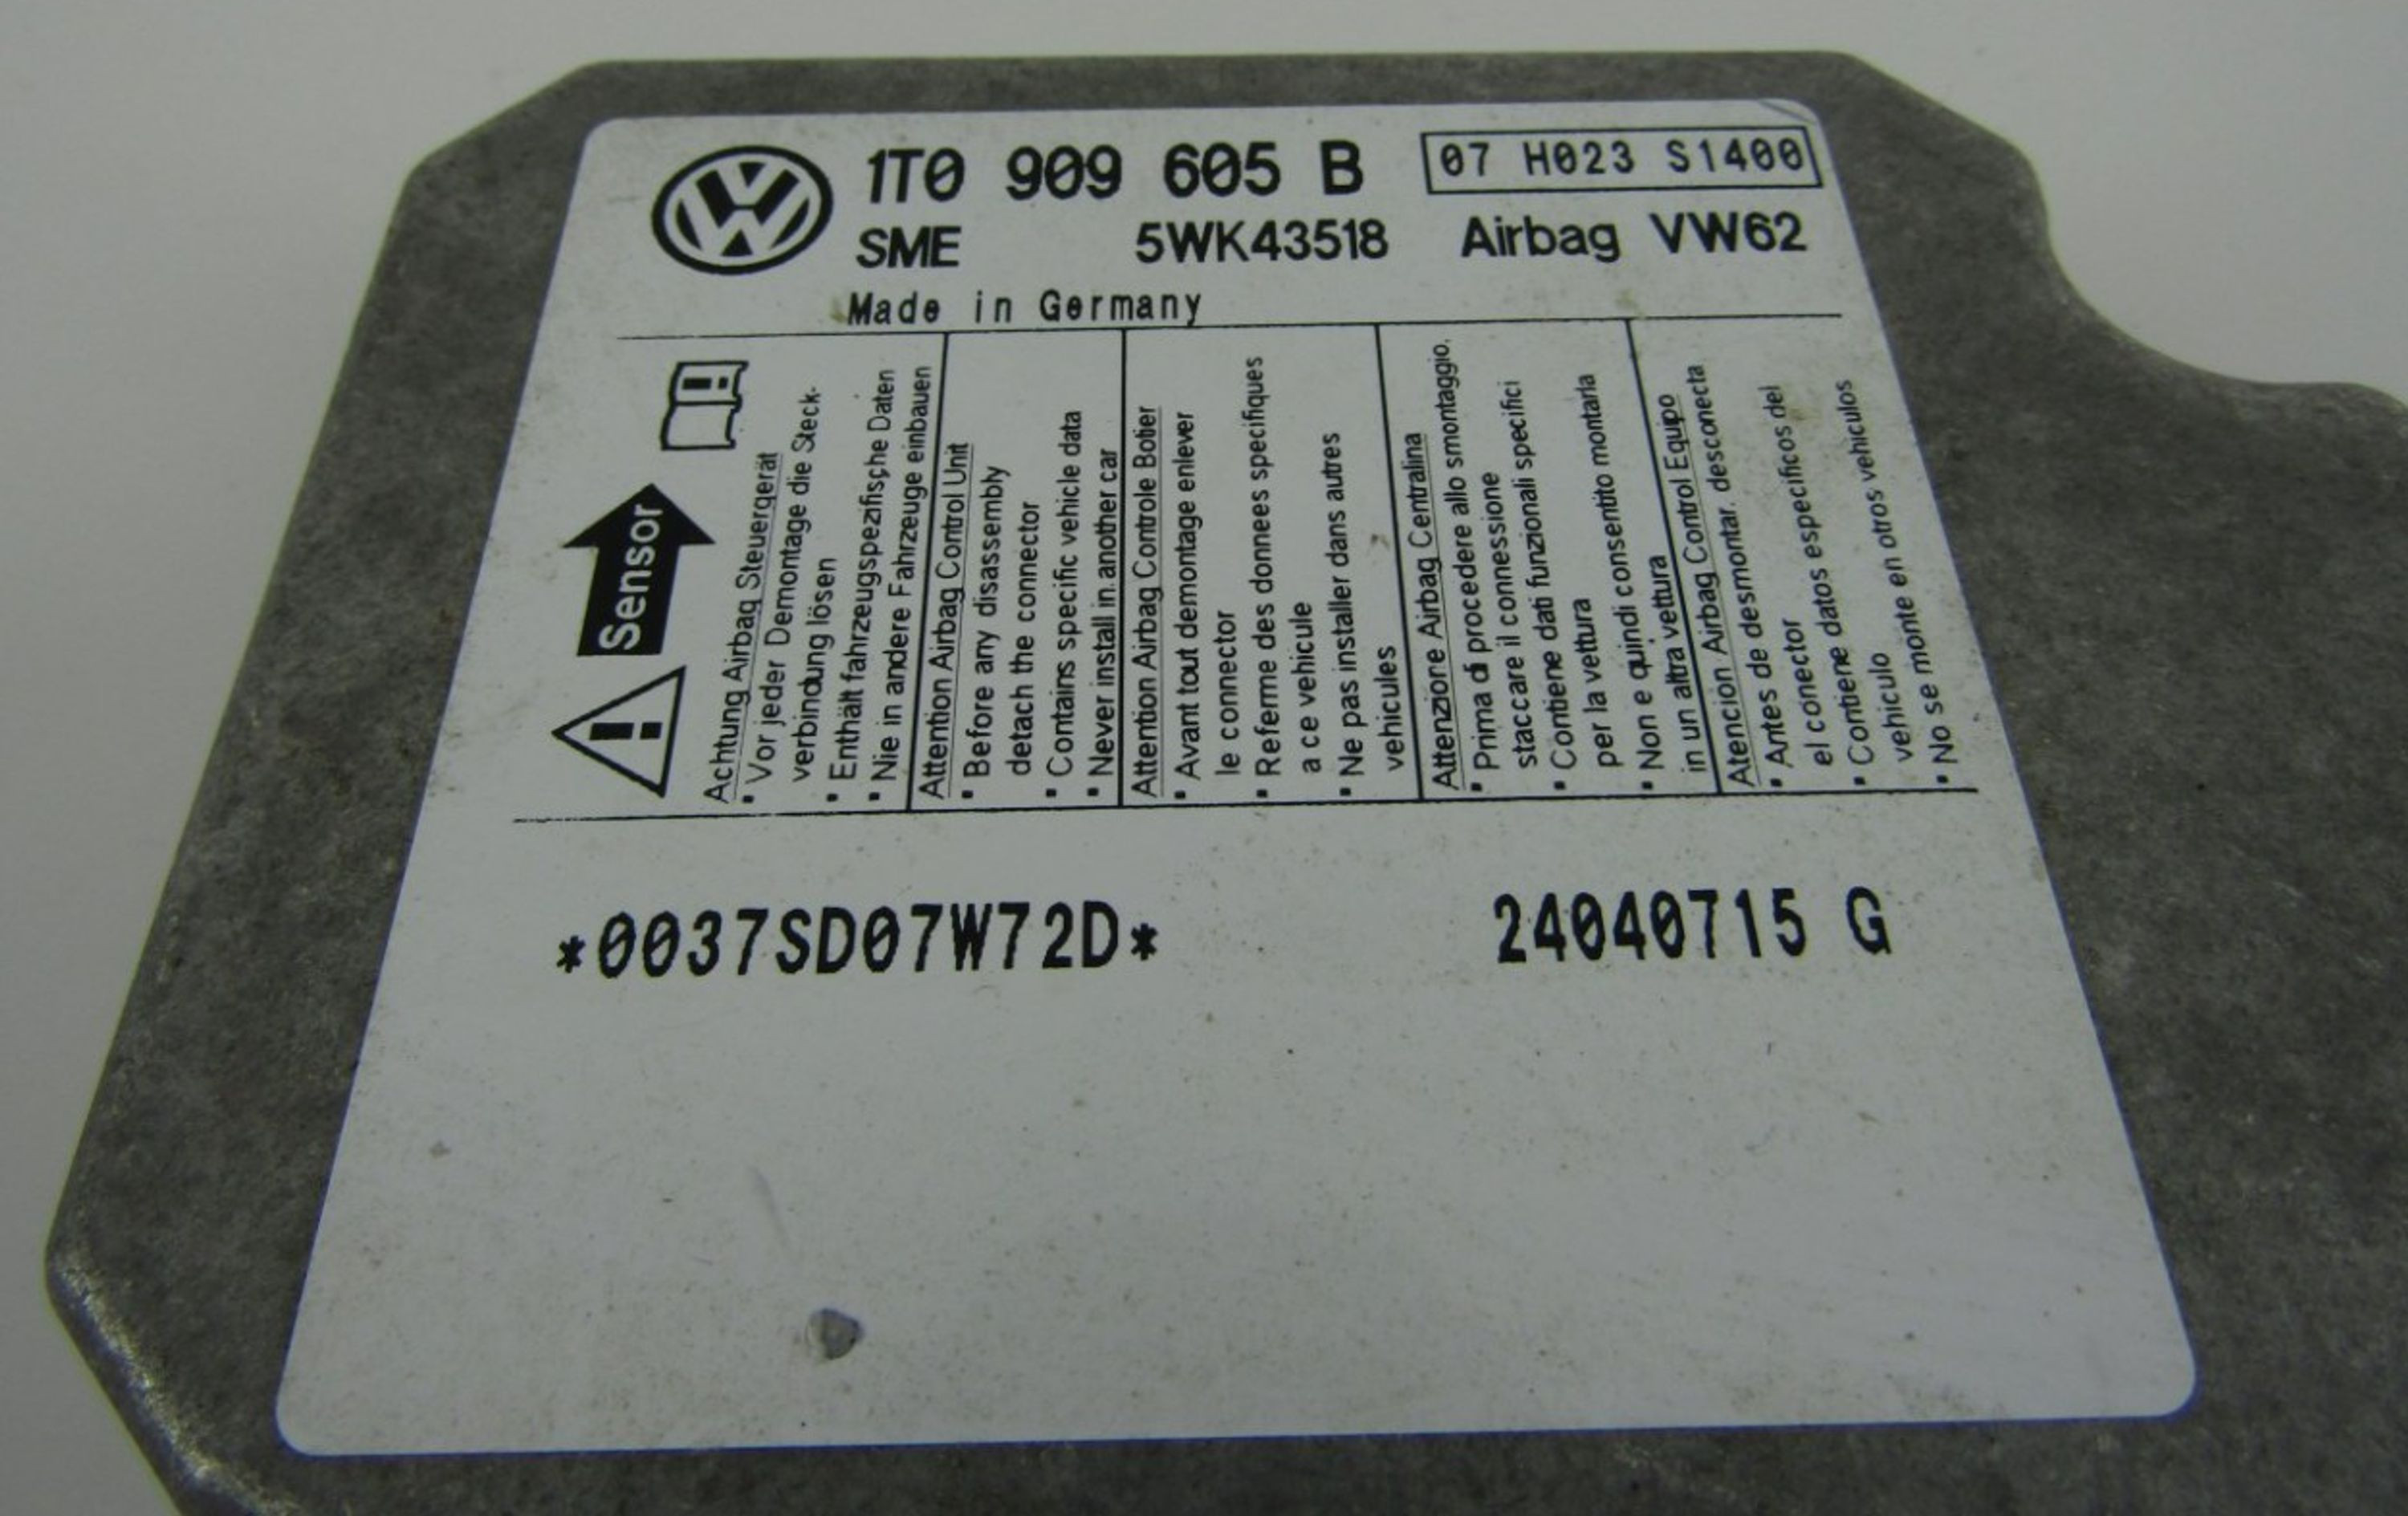 1T0 909 605 B 07 H023 S1400
SME 5WK43518 Airbag VW62
Made in Germany
Sensor
Achtung Airbag Steuergerät
• Vor jeder Demontage die Steck-
verbindung lösen
• Enthält fahrzeugspezifische Daten
• Nie in andere Fahrzeuge einbauen
Attention Airbag Control Unit
• Before any disassembly
detach the connector
• Contains specific vehicle data
• Never install in another car
Attention Airbag Controle Botier
• Avant tout demontage enlever
le connector
• Referme des donnees specifiques
a ce vehicule
• Ne pas installer dans autres
vehicules
Attenzione Airbag Centralina
• Prima di procedere allo smontaggio,
staccare il connessione
• Contiene dati funzionali specifici
per la vettura
• Non e quindi consentito montarla
in un altra vettura
Atencion Airbag Control Equipo
• Antes de desmontar, desconecta
el conector
• Contiene datos especificos del
vehiculo
• No se monte en otros vehiculos
*0037SD07W72D* 24040715 G